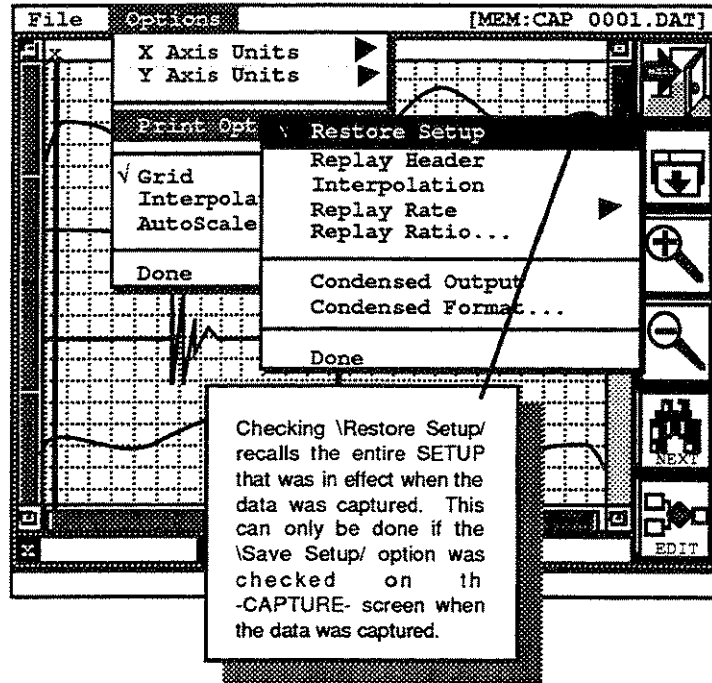 File Options [MEM:CAP 0001.DAT]
x
X Axis Units
Y Axis Units
Print Opt
√ Grid
Interpola
AutoScale
Done
\ Restore Setup
Replay Header
Interpolation
Replay Rate
Replay Ratio...
Condensed Output
Condensed Format...
Done
NEXT
EDIT
x
Checking \Restore Setup/
recalls the entire SETUP
that was in effect when the
data was captured. This
can only be done if the
\Save Setup/ option was
checked on th
-CAPTURE- screen when
the data was captured.